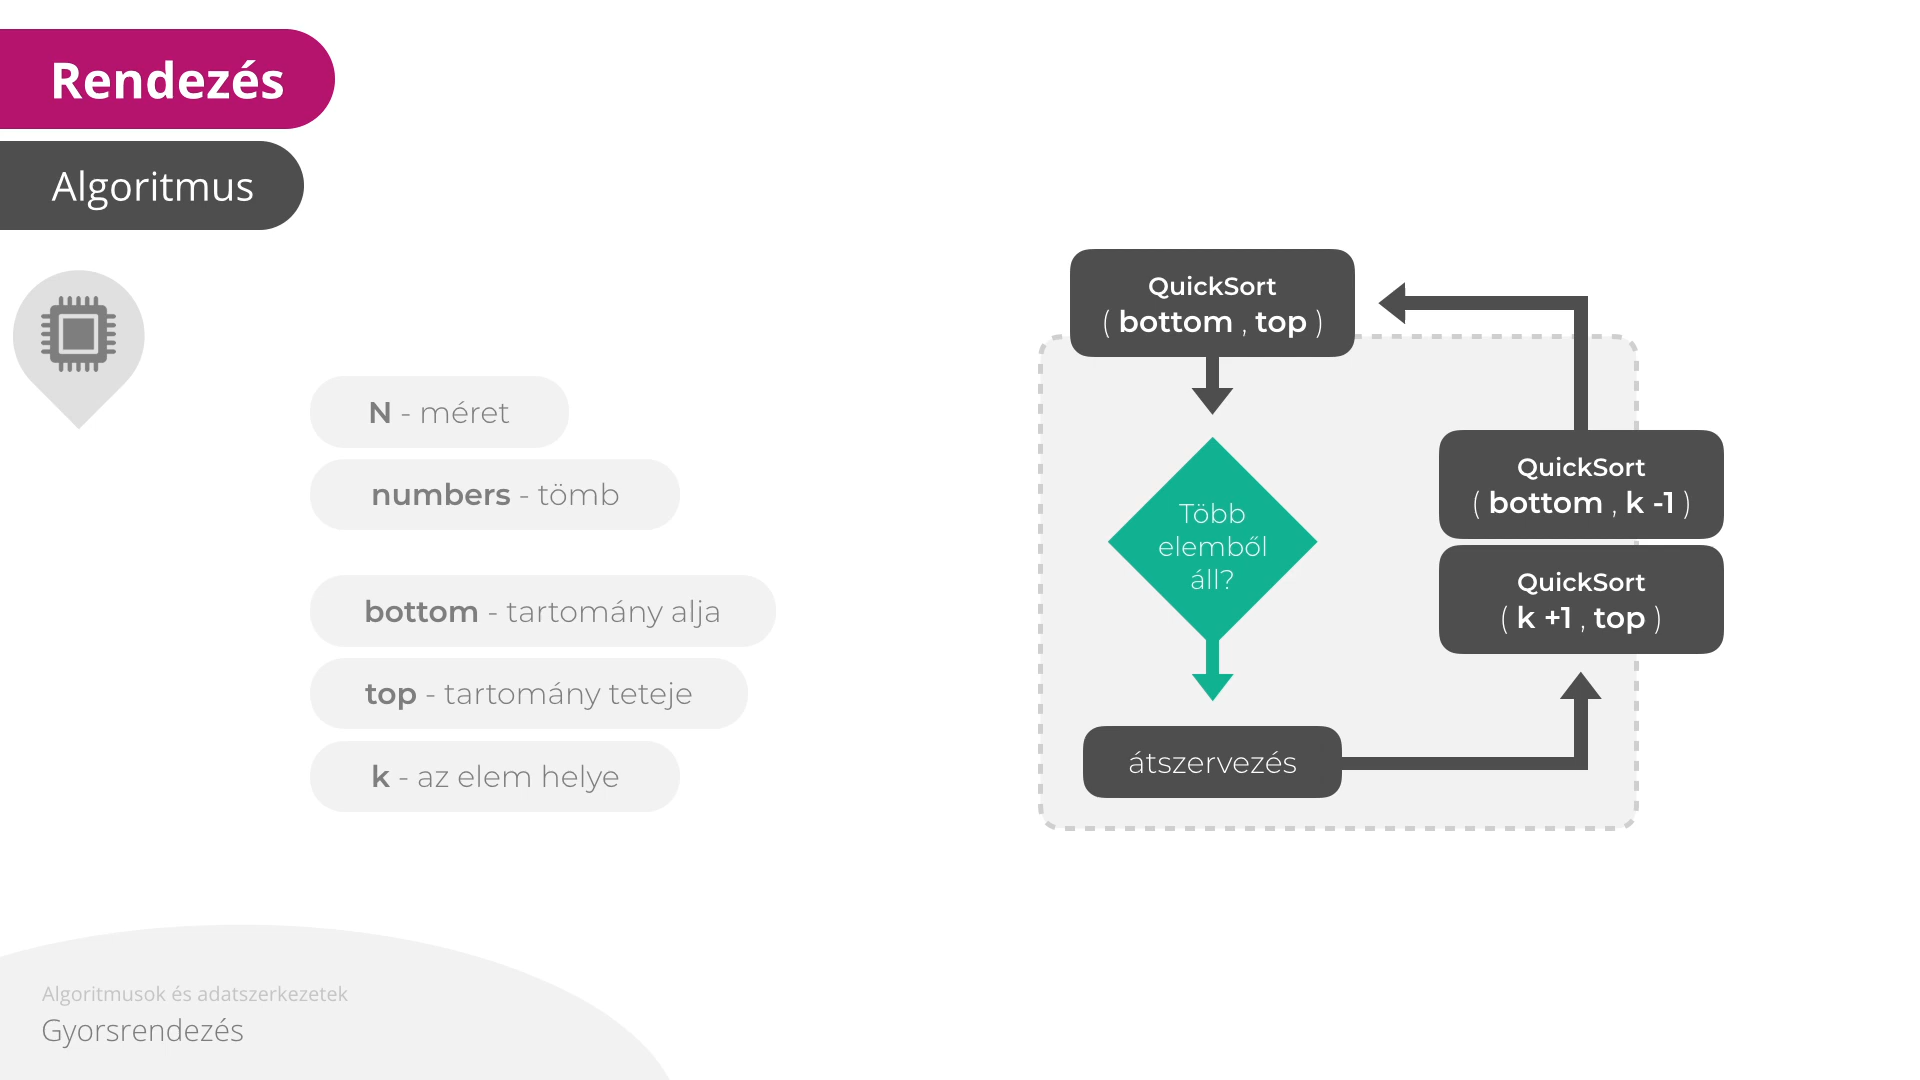 Rendezés
Algoritmus
N - méret
numbers - tömb
bottom - tartomány alja
top - tartomány teteje
k - az elem helye
QuickSort
( bottom , top )
Több
elemből
áll?
átszervezés
QuickSort
( bottom , k -1 )
QuickSort
( k +1 , top )
Algoritmusok és adatszerkezetek
Gyorsrendezés